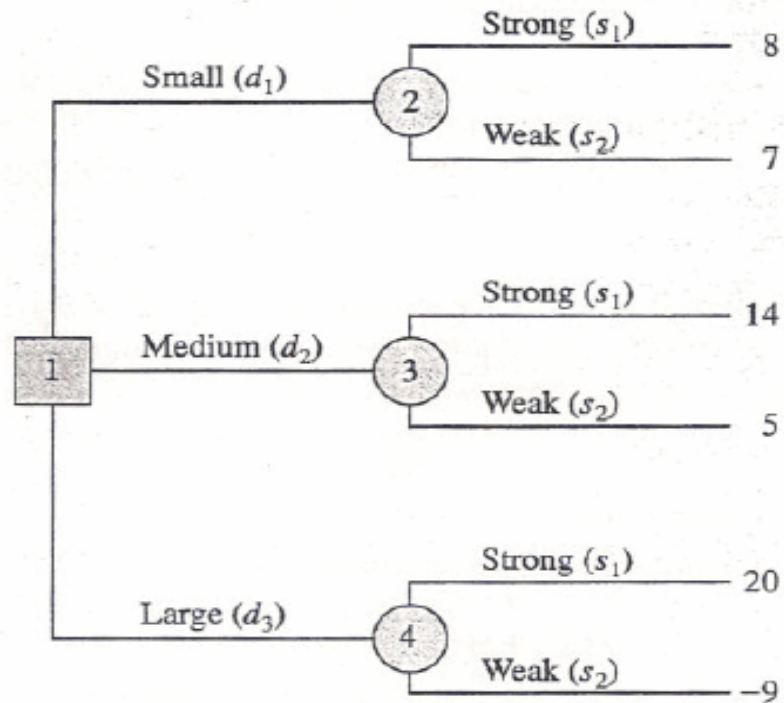 Strong (s₁) 8
Small (d₁)
2
Weak (s₂) 7
Strong (s₁) 14
Medium (d₂)
1
3
Weak (s₂) 5
Strong (s₁) 20
Large (d₃)
4
Weak (s₂) −9